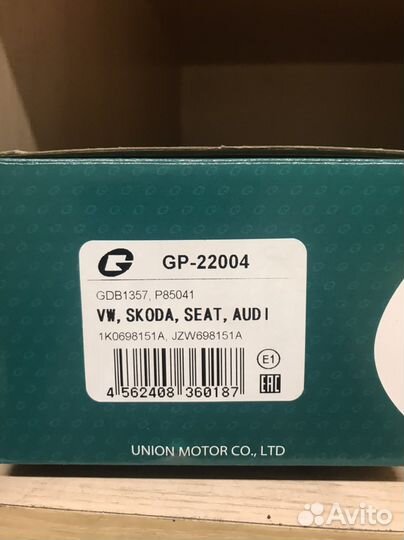 G GP-22004
GDB1357, P85041
VW, SKODA, SEAT, AUDI
1K0698151A, JZW698151A
E1
EAC
4 562408 360187
UNION MOTOR CO., LTD
Avito